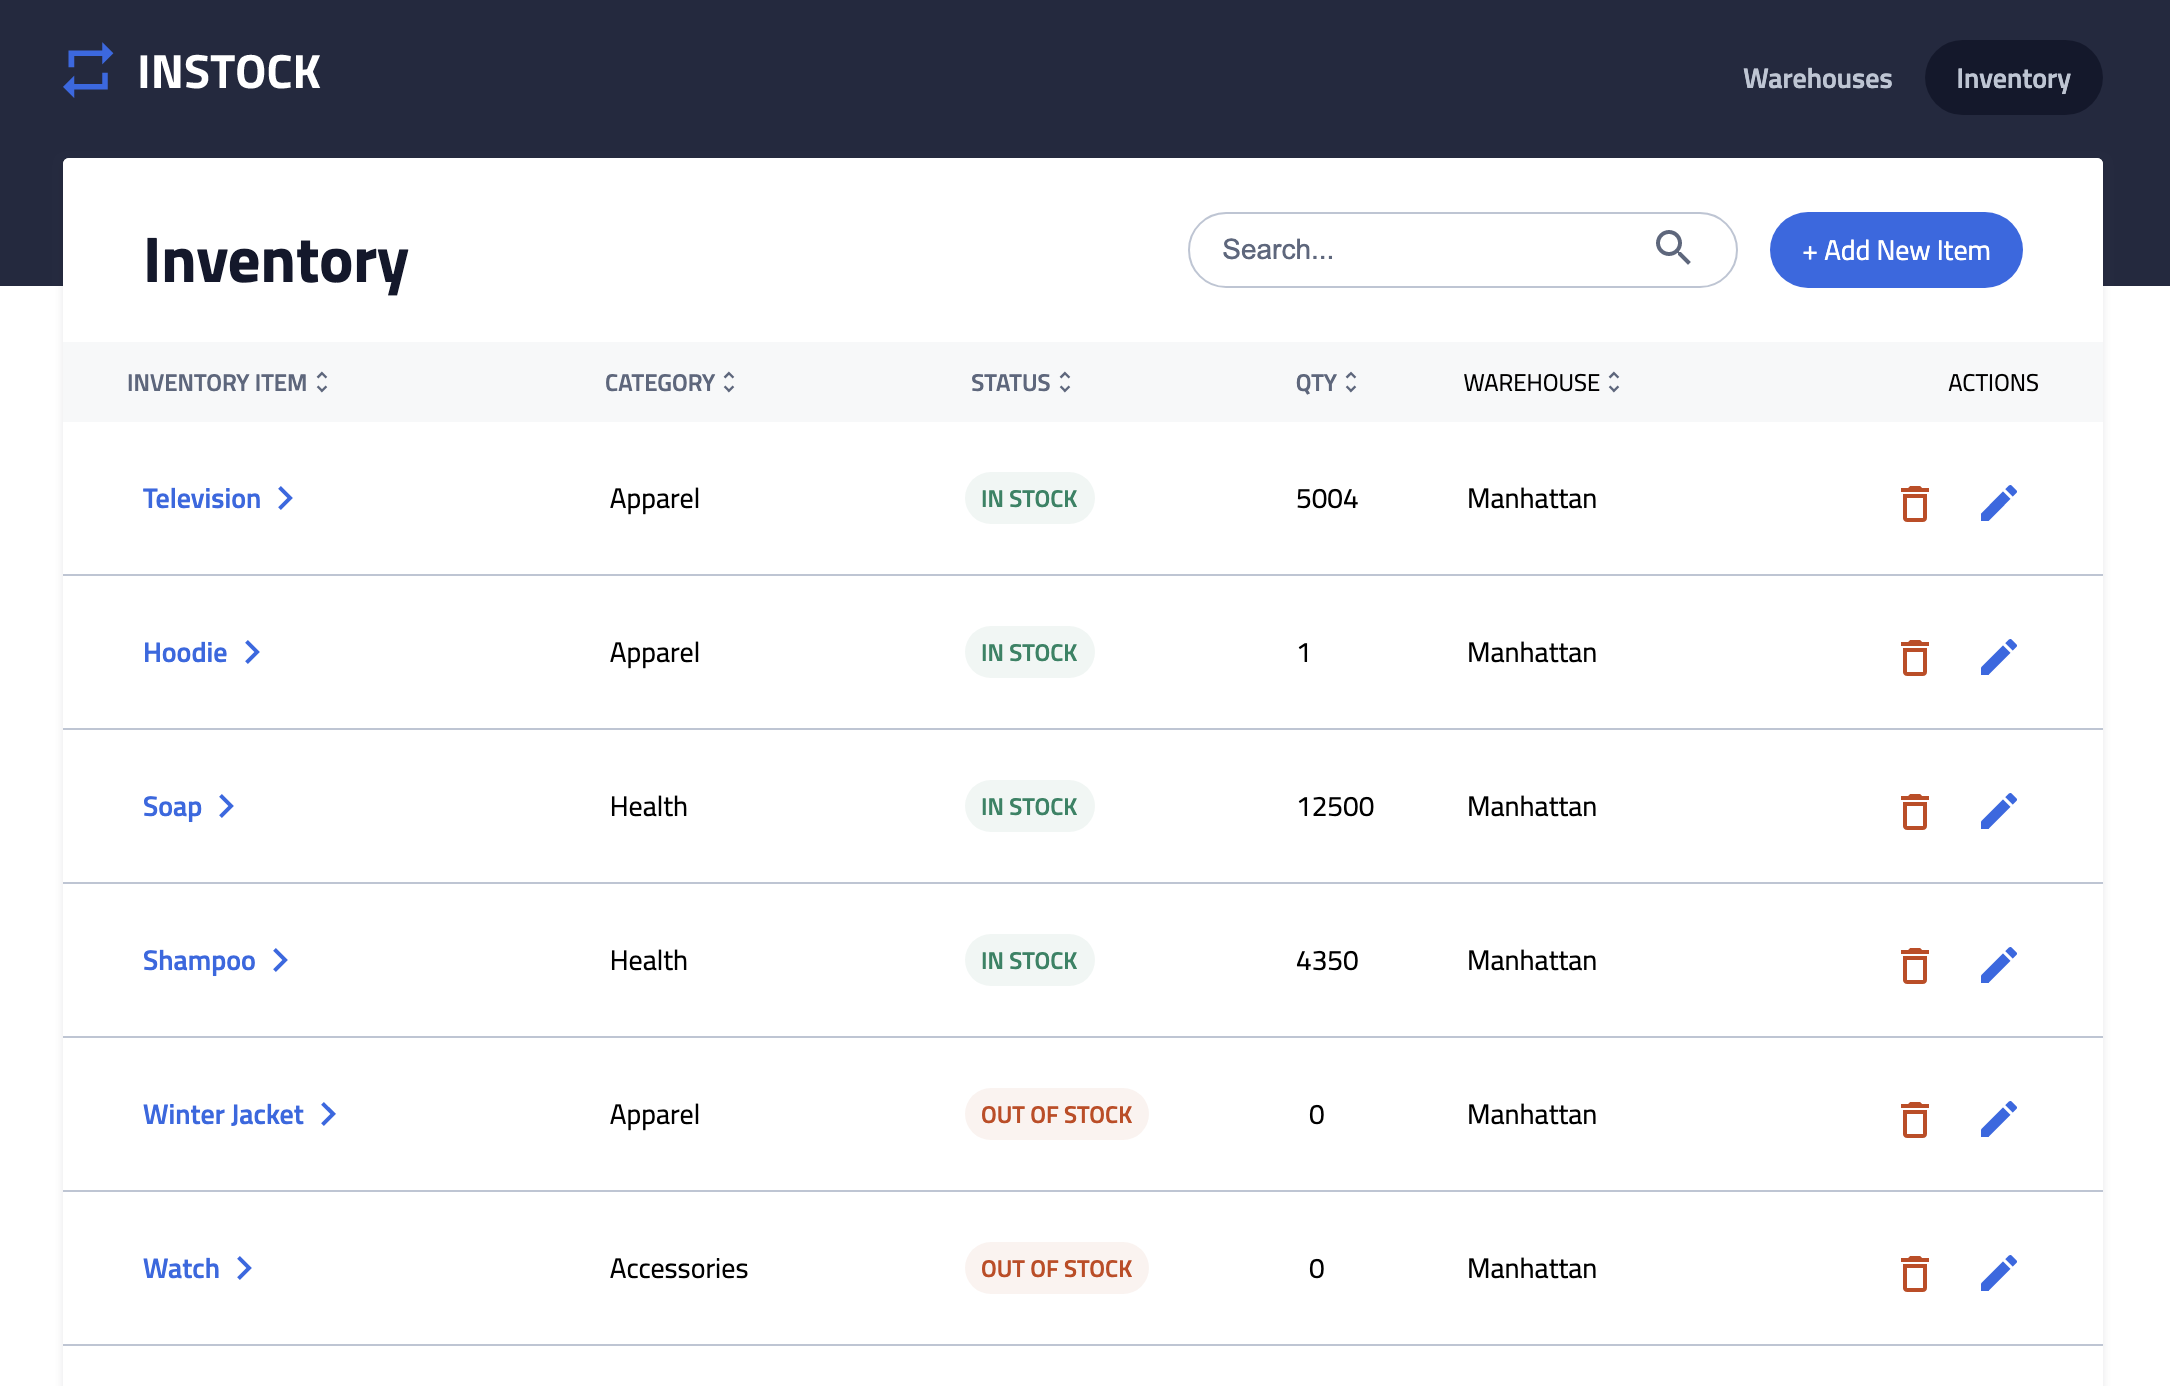 INSTOCK
Warehouses Inventory
Inventory
Search...
+ Add New Item
INVENTORY ITEM CATEGORY STATUS QTY WAREHOUSE ACTIONS
Television Apparel IN STOCK 5004 Manhattan
Hoodie Apparel IN STOCK 1 Manhattan
Soap Health IN STOCK 12500 Manhattan
Shampoo Health IN STOCK 4350 Manhattan
Winter Jacket Apparel OUT OF STOCK 0 Manhattan
Watch Accessories OUT OF STOCK 0 Manhattan